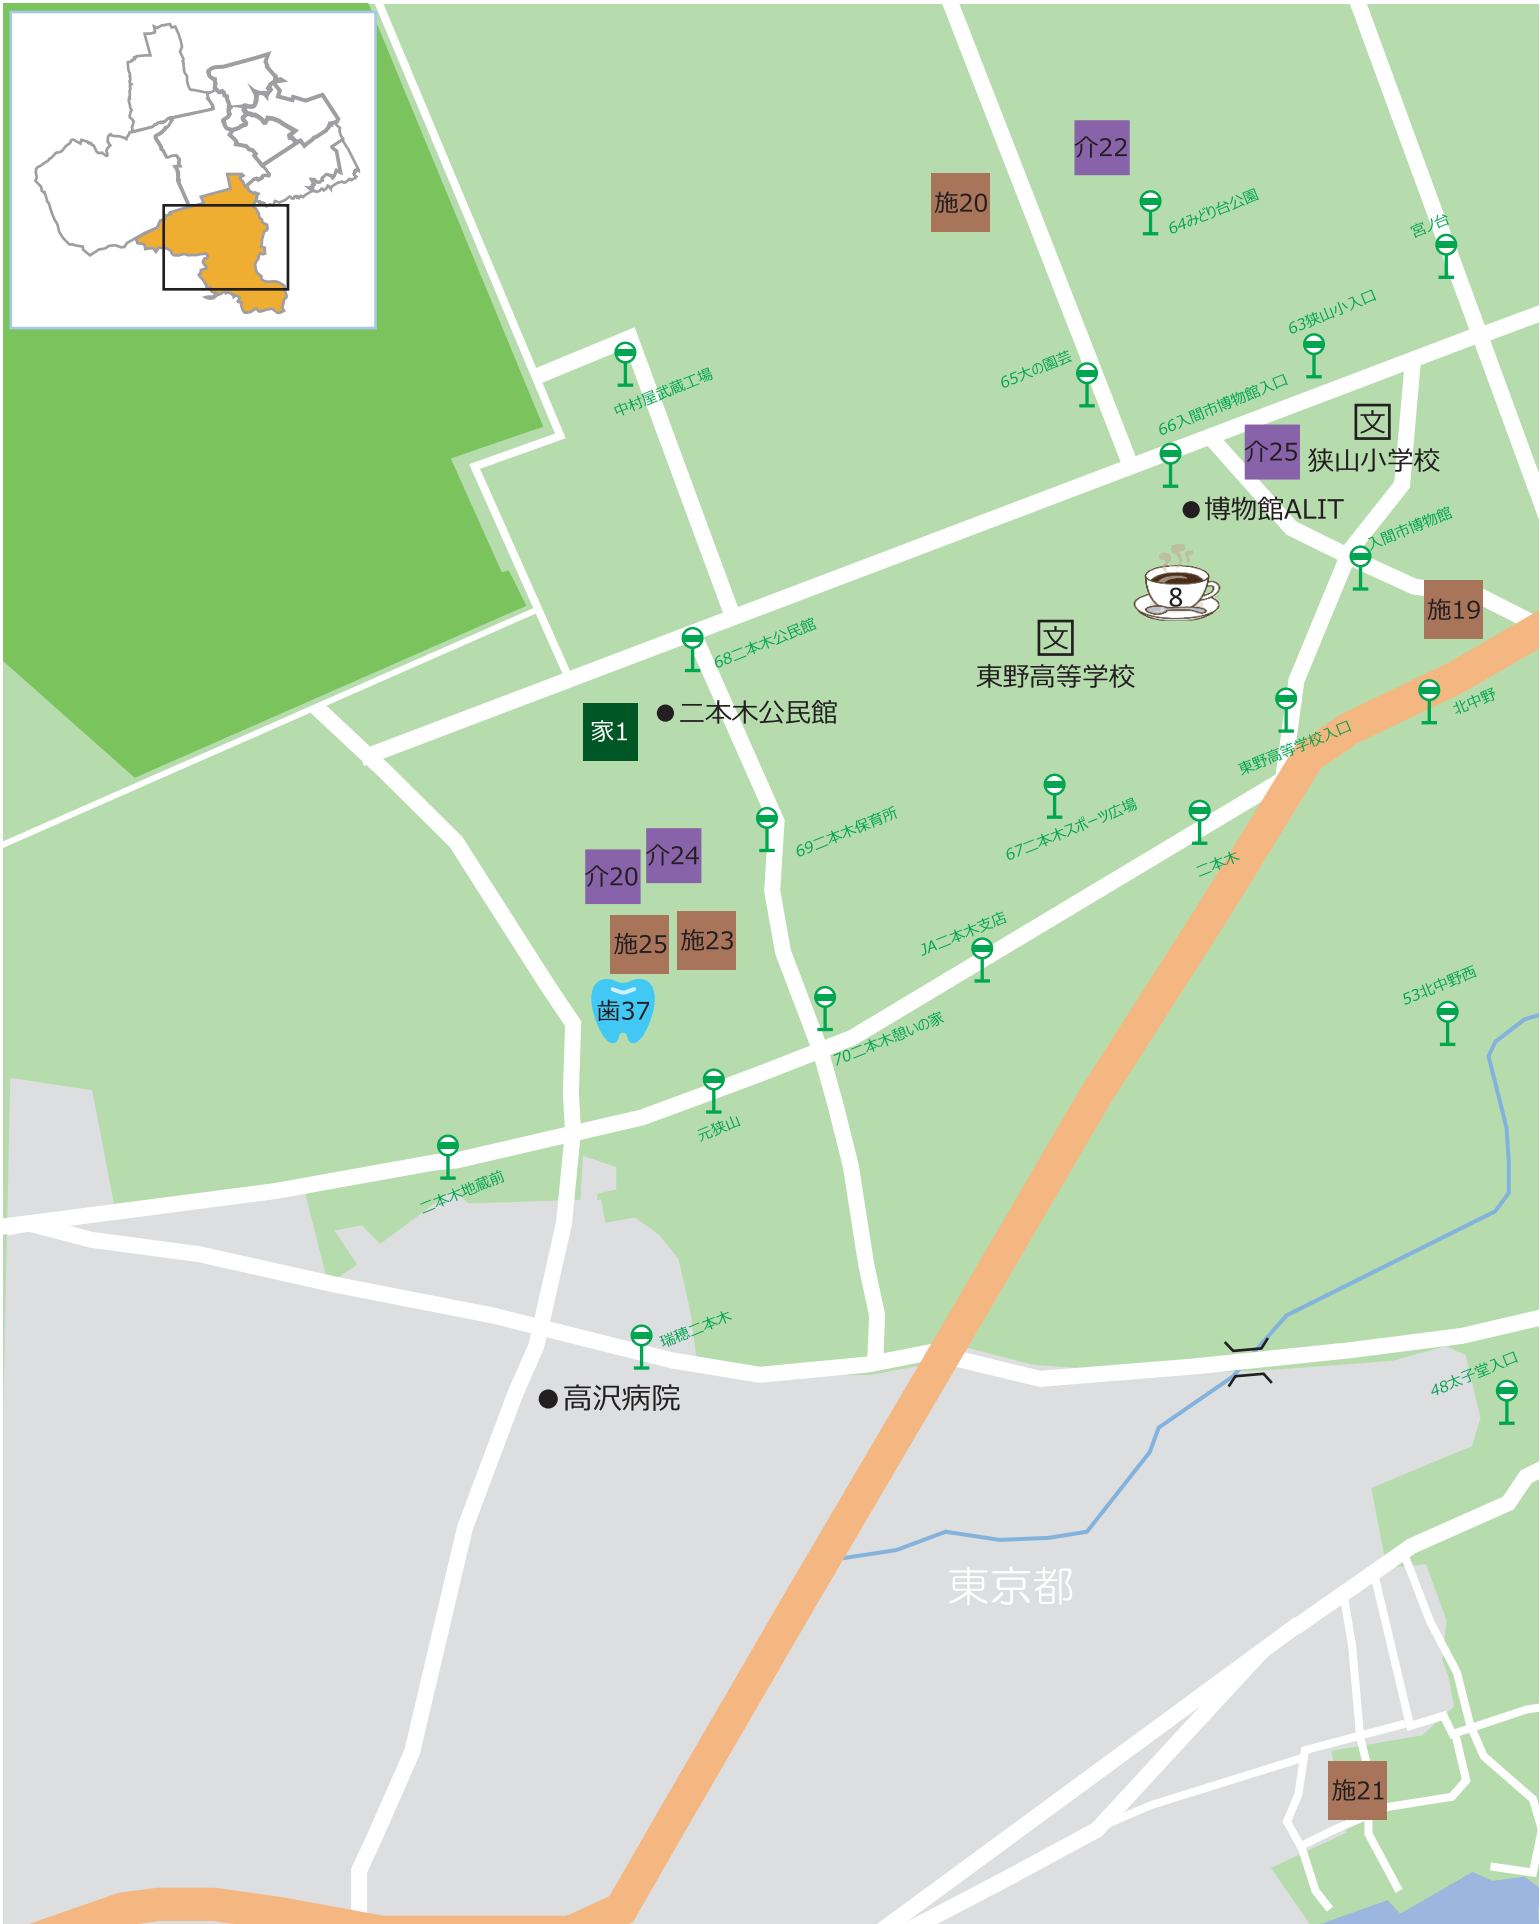 介22
施20
64みどり台公園
宮ノ台
63狭山小入口
中村屋武蔵工場
65大の園芸
66入間市博物館入口
文
介25
狭山小学校
博物館ALIT
入間市博物館
8
施19
文
68二本木公民館
東野高等学校
北中野
家1
二本木公民館
東野高等学校入口
67二本木スポーツ広場
69二本木保育所
二本木
介24
介20
施25
施23
JA二本木支店
53北中野西
歯37
70二本木憩いの家
元狭山
二本木地蔵前
瑞穂二本木
48太子堂入口
高沢病院
東京都
施21